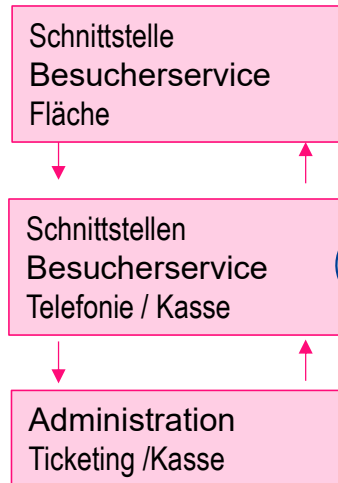 Schnittstelle
Besucherservice
Fläche
Schnittstellen
Besucherservice
Telefonie / Kasse
Administration
Ticketing /Kasse